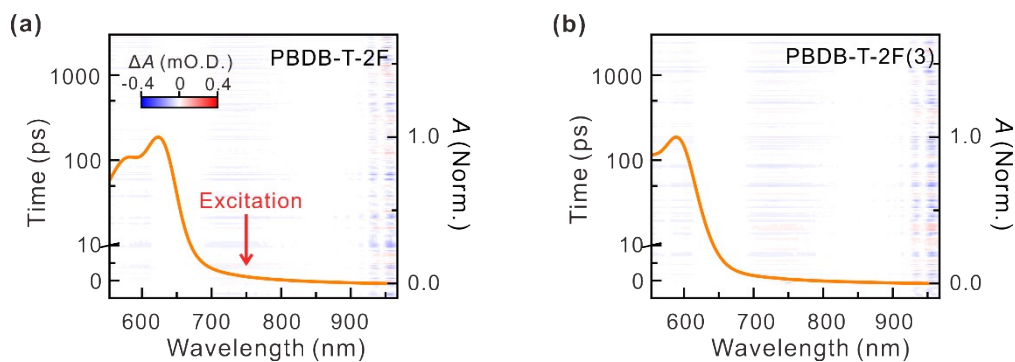 (a)
PBDB-T-2F
ΔA (mO.D.)
-0.4 0 0.4
Excitation
1000
100
10
0
Time (ps)
1.0
0.0
A (Norm.)
600 700 800 900
Wavelength (nm)
(b)
PBDB-T-2F(3)
1000
100
10
0
Time (ps)
1.0
0.0
A (Norm.)
600 700 800 900
Wavelength (nm)